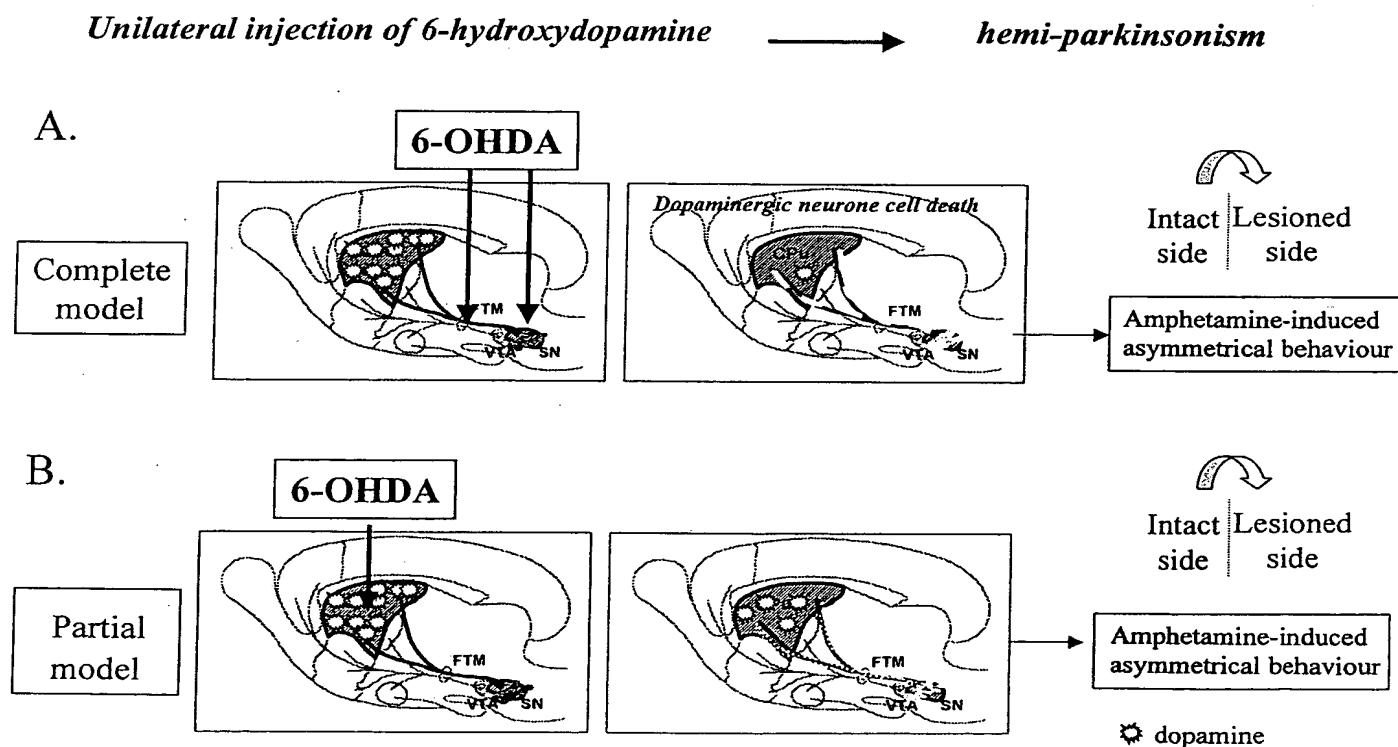 Unilateral injection of 6-hydroxydopamine hemi-parkinsonism
A.
6-OHDA
Complete
model
FTM
VTA
SN
Dopaminergic neurone cell death
CPu
FTM
VTA
SN
Intact
side
Lesioned
side
Amphetamine-induced
asymmetrical behaviour
B.
6-OHDA
Partial
model
FTM
VTA
SN
FTM
VTA
SN
Intact
side
Lesioned
side
Amphetamine-induced
asymmetrical behaviour
dopamine